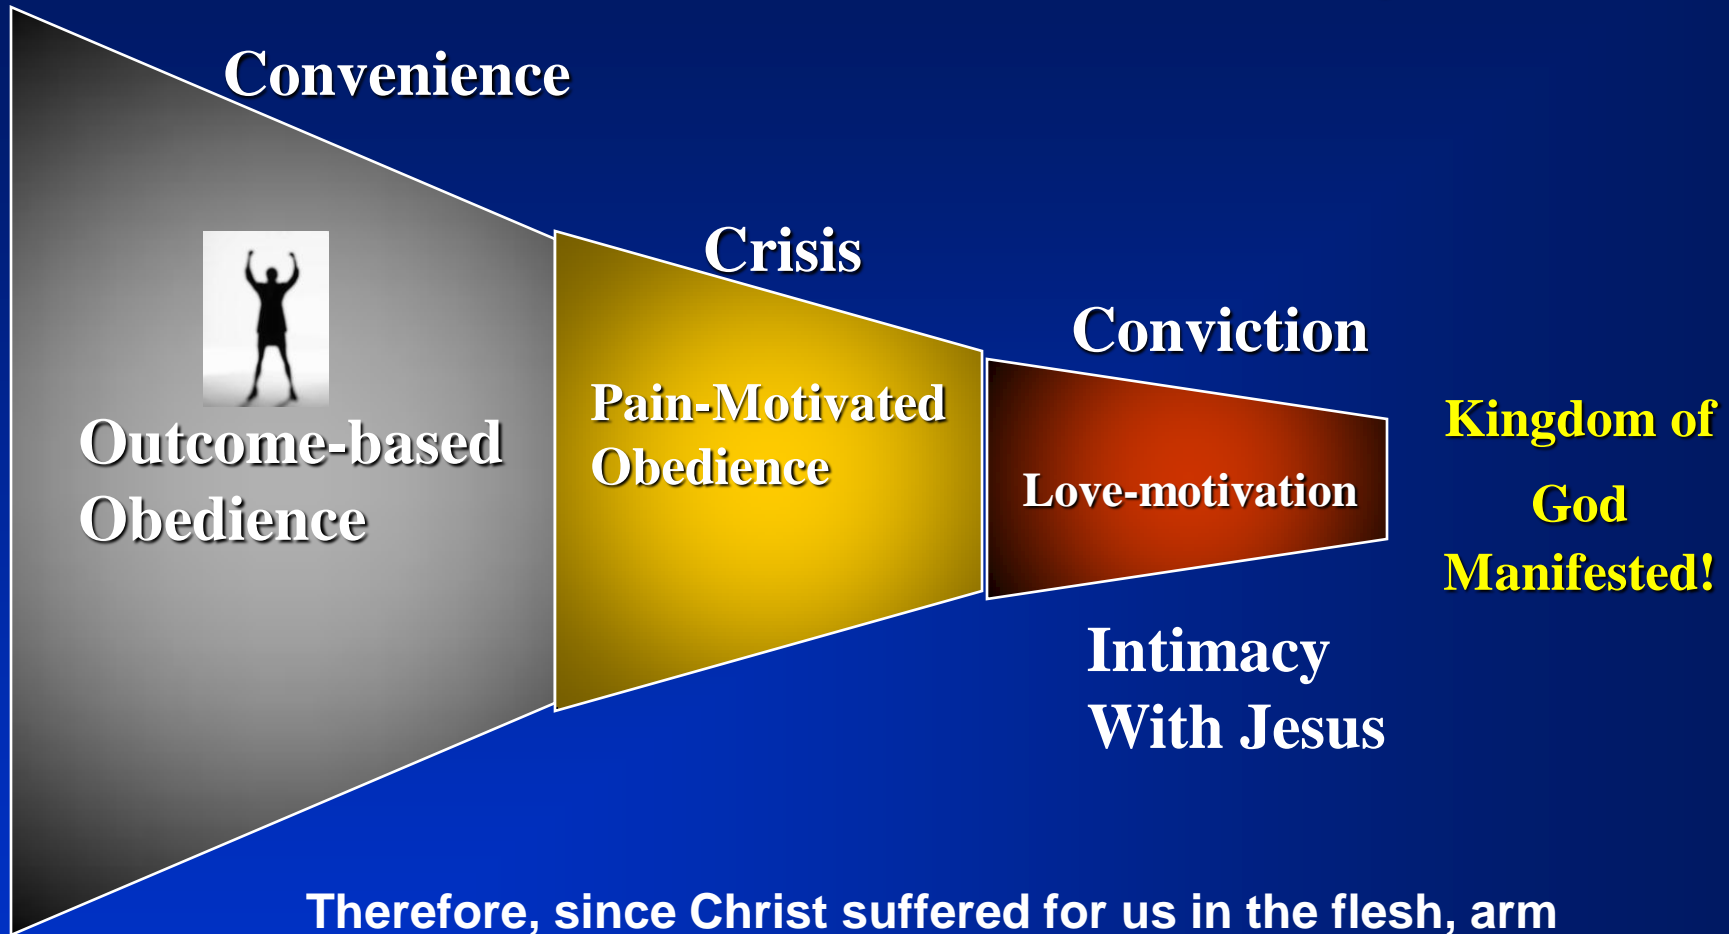 Convenience
Outcome-based
Obedience
Crisis
Pain-Motivated
Obedience
Conviction
Love-motivation
Intimacy
With Jesus
Kingdom of
God
Manifested!
Therefore, since Christ suffered for us in the flesh, arm